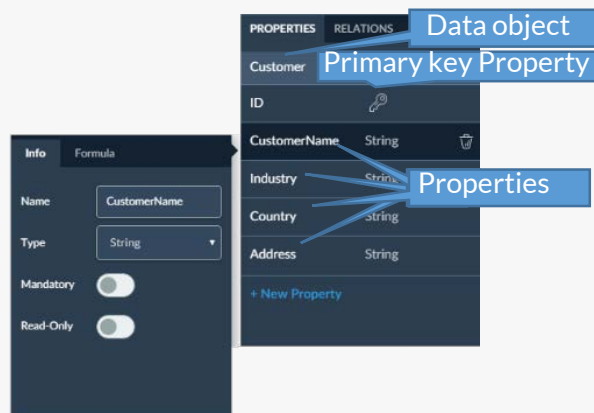 PROPERTIES RELATIONS Data object
Customer Primary key Property
ID
CustomerName String
Industry String Properties
Country String
Address String
+ New Property
Info Formula
Name CustomerName
Type String
Mandatory
Read-Only